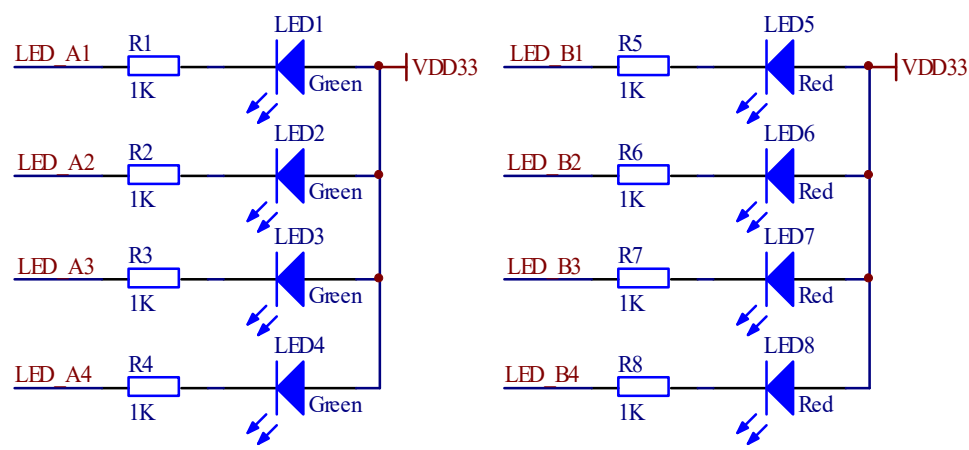 LED1
LED5
LED_A1
R1
VDD33
LED_B1
R5
VDD33
1K
Green
1K
Red
LED2
LED6
LED_A2
R2
LED_B2
R6
1K
Green
1K
Red
LED3
LED7
LED_A3
R3
LED_B3
R7
1K
Green
1K
Red
LED4
LED8
LED_A4
R4
LED_B4
R8
1K
Green
1K
Red